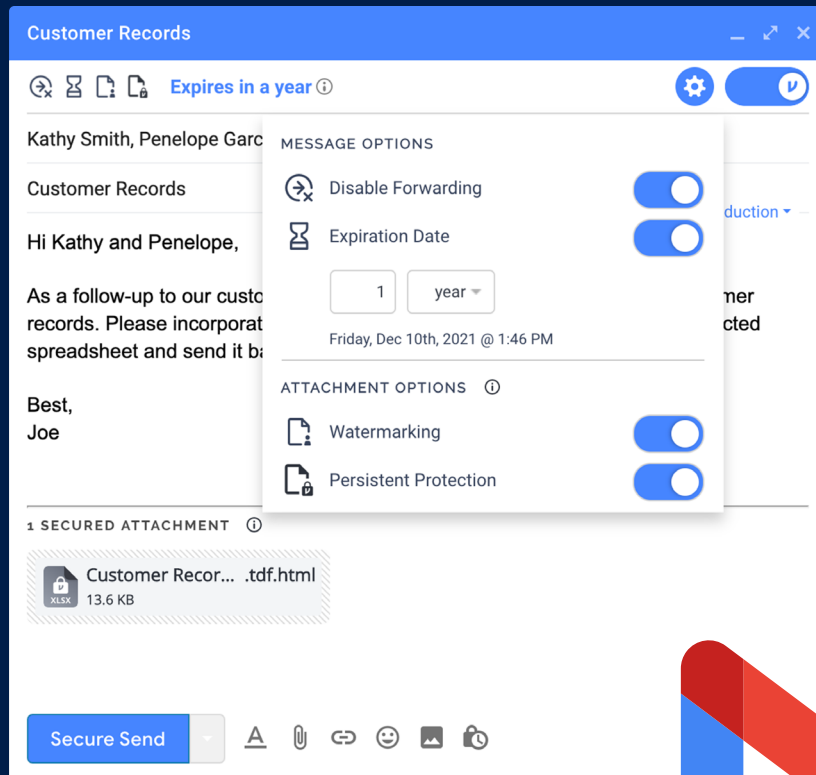 Customer Records
Expires in a year
Kathy Smith, Penelope Garc
Customer Records
duction
Hi Kathy and Penelope,
As a follow-up to our custo mer
records. Please incorporat cted
spreadsheet and send it ba
Best,
Joe
MESSAGE OPTIONS
Disable Forwarding
Expiration Date
1 year
Friday, Dec 10th, 2021 @ 1:46 PM
ATTACHMENT OPTIONS
Watermarking
Persistent Protection
1 SECURED ATTACHMENT
XLSX
Customer Recor... .tdf.html
13.6 KB
Secure Send